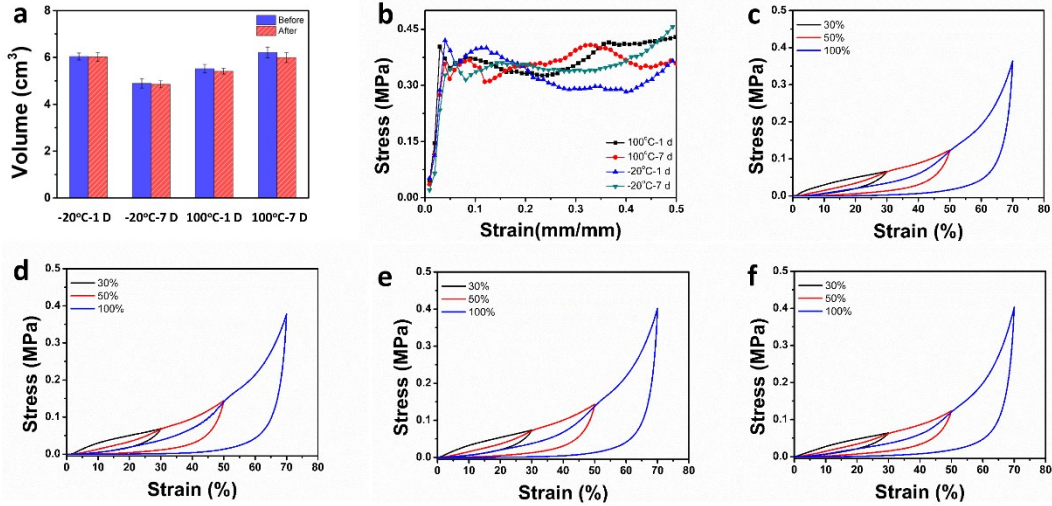 a
Before
After
Volume (cm³)
8
6
4
2
0
-20°C-1 D
-20°C-7 D
100°C-1 D
100°C-7 D
b
Stress (MPa)
0.45
0.30
0.15
0.00
100°C-1 d
100°C-7 d
-20°C-1 d
-20°C-7 d
0.0 0.1 0.2 0.3 0.4 0.5
Strain(mm/mm)
c
30%
50%
100%
Stress (MPa)
0.5
0.4
0.3
0.2
0.1
0.0
0 10 20 30 40 50 60 70 80
Strain (%)
d
30%
50%
100%
Stress (MPa)
0.5
0.4
0.3
0.2
0.1
0.0
0 10 20 30 40 50 60 70 80
Strain (%)
e
30%
50%
100%
Stress (MPa)
0.5
0.4
0.3
0.2
0.1
0.0
0 10 20 30 40 50 60 70 80
Strain (%)
f
30%
50%
100%
Stress (MPa)
0.5
0.4
0.3
0.2
0.1
0.0
0 10 20 30 40 50 60 70 80
Strain (%)